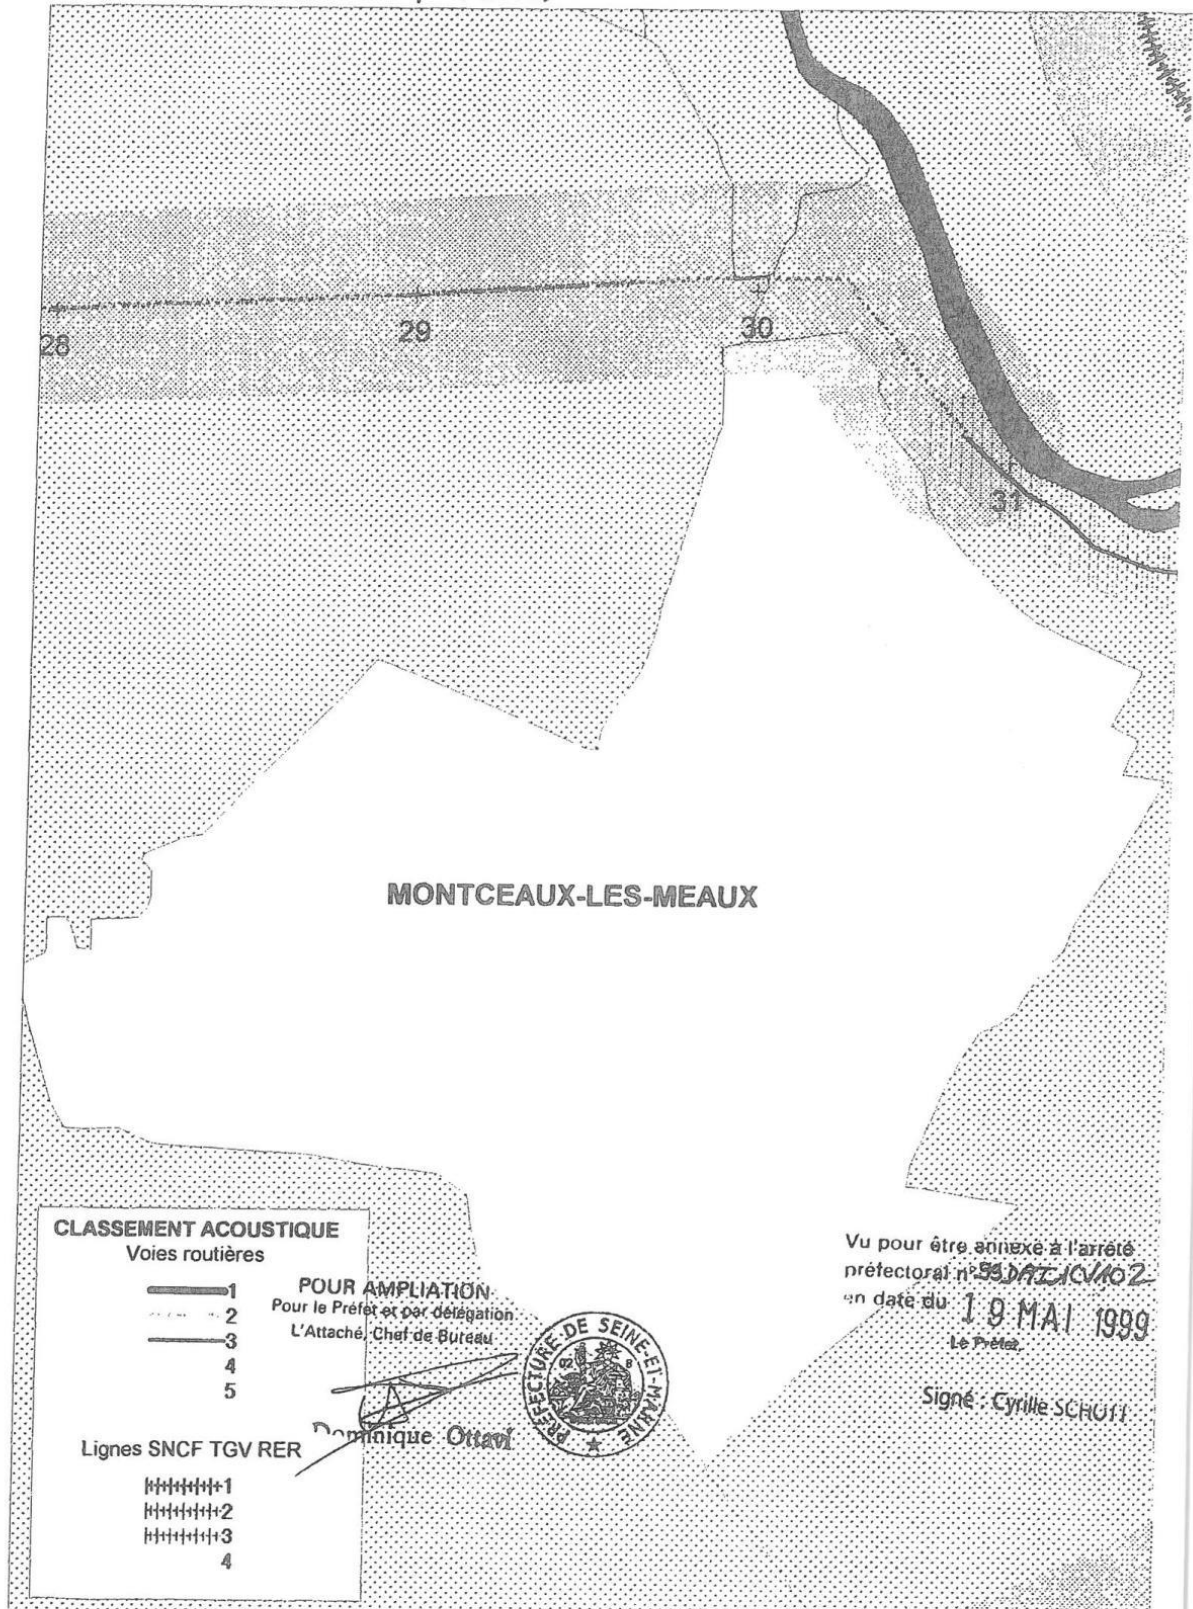 28
29
30
31
MONTCEAUX-LES-MEAUX
CLASSEMENT ACOUSTIQUE
Voies routières
1
2
3
4
5
Lignes SNCF TGV RER
1
2
3
4
POUR AMPLIATION
Pour le Préfet et par délégation
L'Attaché, Chef de Bureau
Dominique Ottavi
PREFECTURE DE SEINE-ET-MARNE
Vu pour être annexé à l'arrêté
préfectoral n°
en date du 19 MAI 1999
Le Préfet,
Signé : Cyrille SCHOTT